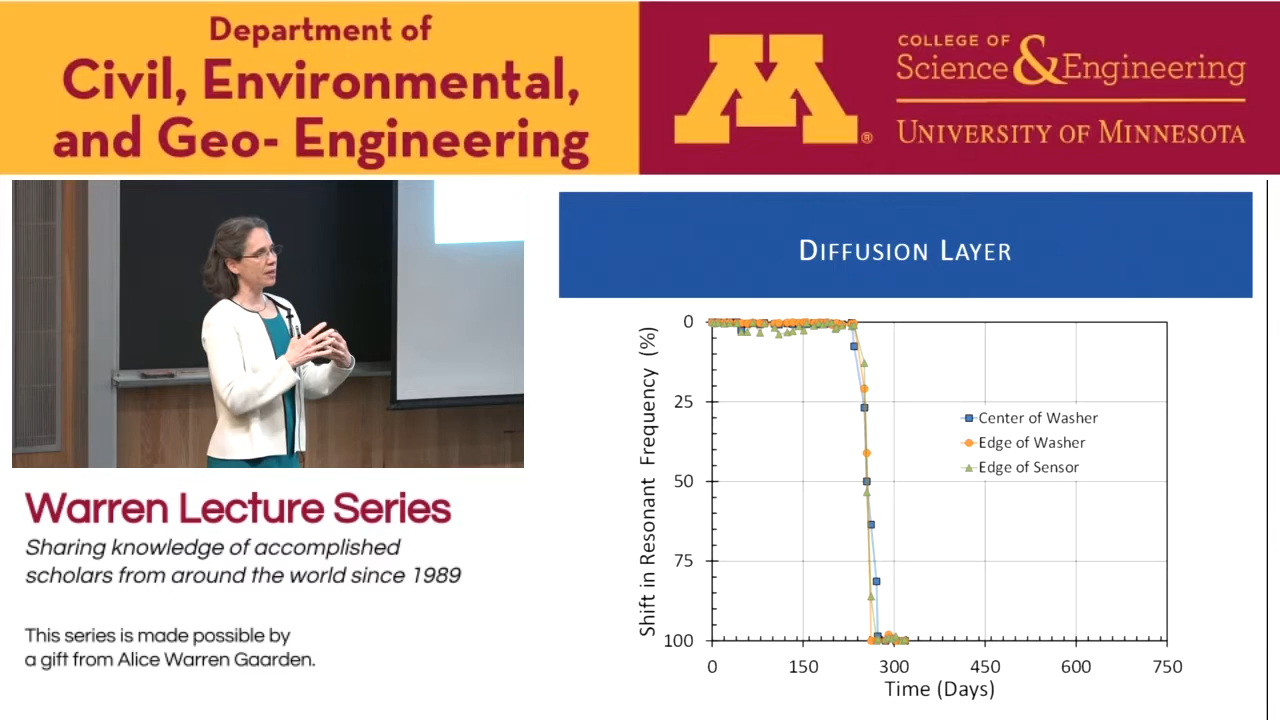 Department of
Civil, Environmental,
and Geo- Engineering
M
®
COLLEGE OF
Science & Engineering
UNIVERSITY OF MINNESOTA
DIFFUSION LAYER
Shift in Resonant Frequency (%)
0
25
50
75
100
Center of Washer
Edge of Washer
Edge of Sensor
0
150
300
450
600
750
Time (Days)
Warren Lecture Series
Sharing knowledge of accomplished
scholars from around the world since 1989
This series is made possible by
a gift from Alice Warren Gaarden.